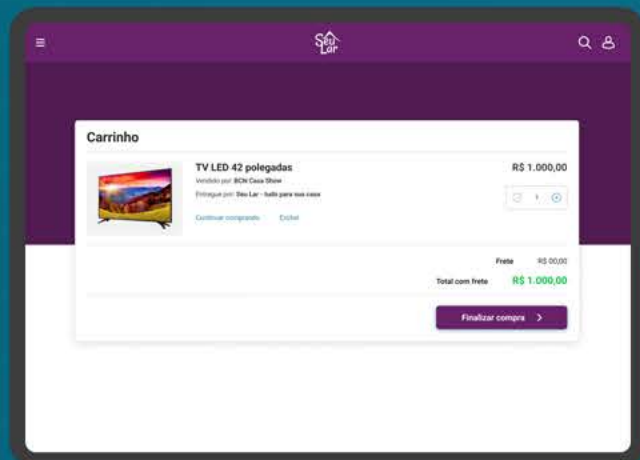 Seu
Lar
Carrinho
TV LED 42 polegadas
R$ 1.000,00
Vendido por: BCN Casa Show
Entregue por: Seu Lar - tudo para sua casa
1
Continuar comprando
Excluir
Frete R$ 00,00
Total com frete R$ 1.000,00
Finalizar compra